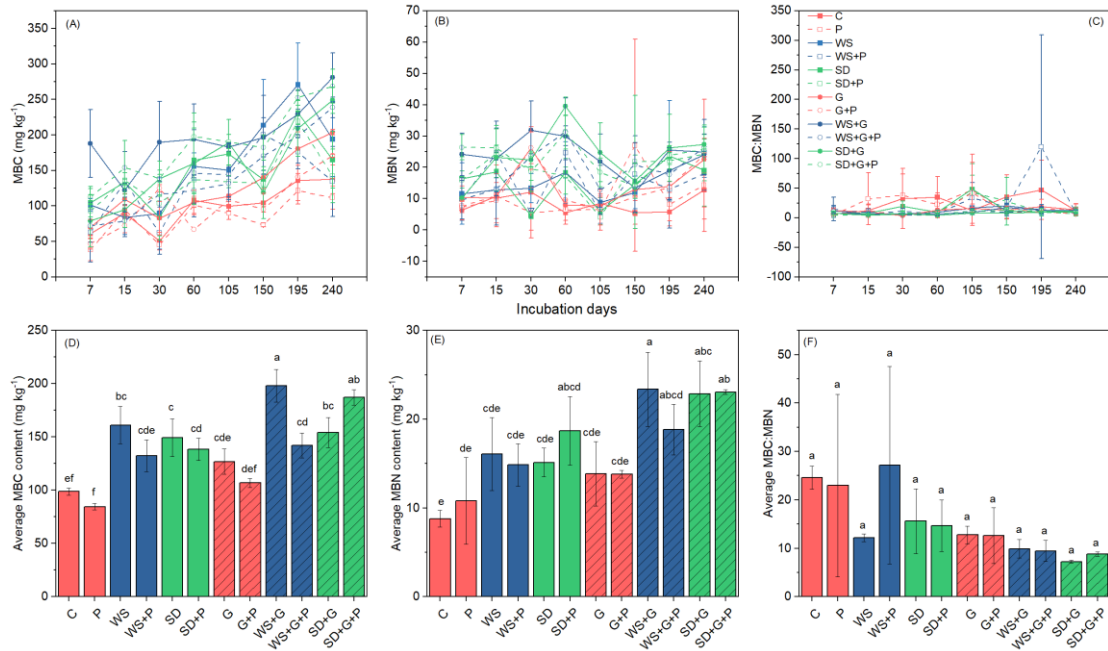 (A)
MBC (mg kg⁻¹)
350
300
250
200
150
100
50
0
7 15 30 60 105 150 195 240
(B)
MBN (mg kg⁻¹)
70
60
50
40
30
20
10
0
-10
7 15 30 60 105 150 195 240
Incubation days
(C)
MBC:MBN
350
300
250
200
150
100
50
0
-50
-100
7 15 30 60 105 150 195 240
C
P
WS
WS+P
SD
SD+P
G
G+P
WS+G
WS+G+P
SD+G
SD+G+P
(D)
Average MBC content (mg kg⁻¹)
250
200
150
100
50
0
ef f bc cde c cd cde def a cd bc ab
C P WS WS+P SD SD+P G G+P WS+G WS+G+P SD+G SD+G+P
(E)
Average MBN content (mg kg⁻¹)
30
20
10
0
e de cde cde cde abcd cde cde a abcd abc ab
C P WS WS+P SD SD+P G G+P WS+G WS+G+P SD+G SD+G+P
(F)
Average MBC:MBN
50
40
30
20
10
0
a a a a a a a a a a a a
C P WS WS+P SD SD+P G G+P WS+G WS+G+P SD+G SD+G+P